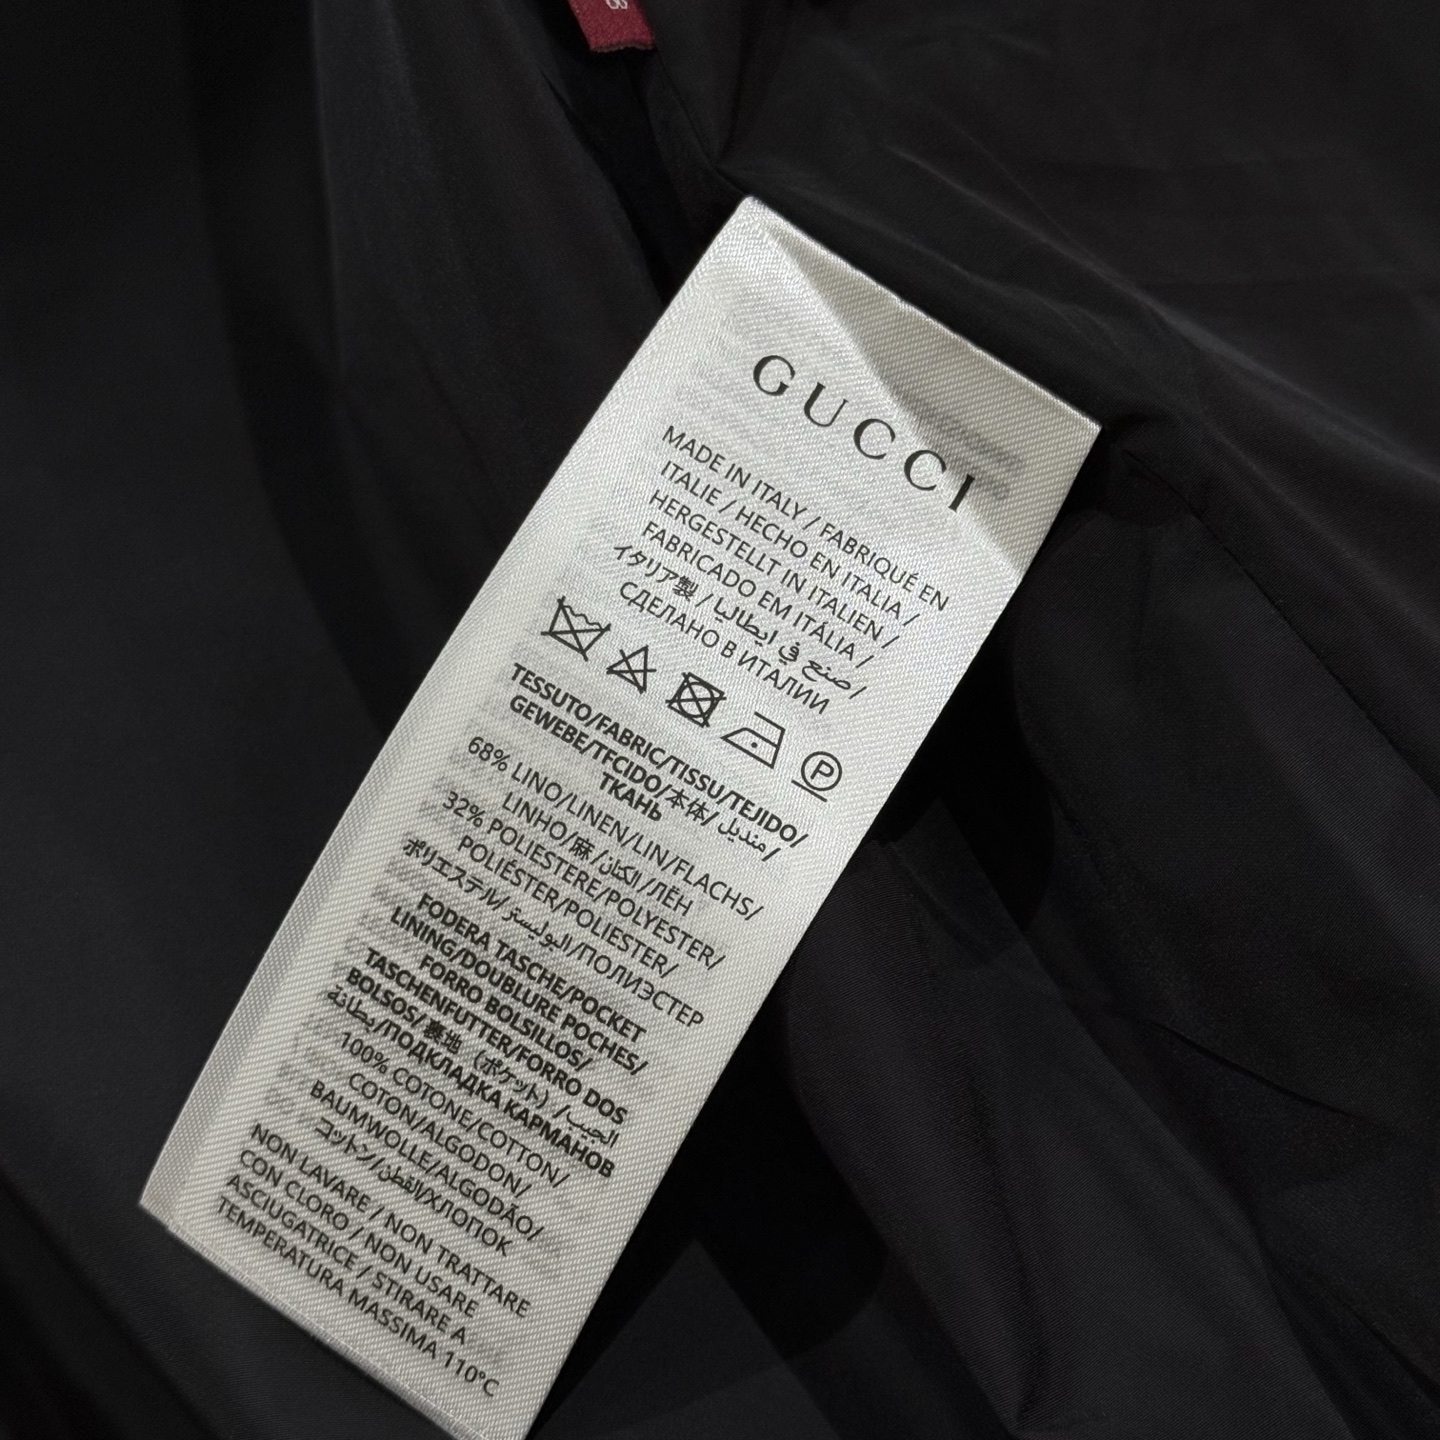 8
GUCCI
MADE IN ITALY / FABRIQUÉ EN
ITALIE / HECHO EN ITALIA /
HERGESTELLT IN ITALIEN /
FABRICADO EM ITÁLIA /
イタリア製 / صنع في ايطاليا /
СДЕЛАНО В ИТАЛИИ
P
TESSUTO/FABRIC/TISSU/TEJIDO/
GEWEBE/TFCIDO/本体/ منديل /
ТКАНЬ
68% LINO/LINEN/LIN/FLACHS/
LINHO/麻/الكتان/ЛЁН
32% POLIESTERE/POLYESTER/
POLIÉSTER/POLIESTER/
ポリエステル/ البوليستر/ПОЛИЭСТЕР
FODERA TASCHE/POCKET
LINING/DOUBLURE POCHES/
FORRO BOLSILLOS/
TASCHENFUTTER/FORRO DOS
BOLSOS/ 裏地 (ポケット) /الجيب
بطانة/ПОДКЛАДКА КАРМАНОВ
100% COTONE/COTTON/
COTON/ALGODON/
BAUMWOLLE/ALGODÃO/
コットン/القطن/ХЛОПОК
NON LAVARE / NON TRATTARE
CON CLORO / NON USARE
ASCIUGATRICE / STIRARE A
TEMPERATURA MASSIMA 110°C